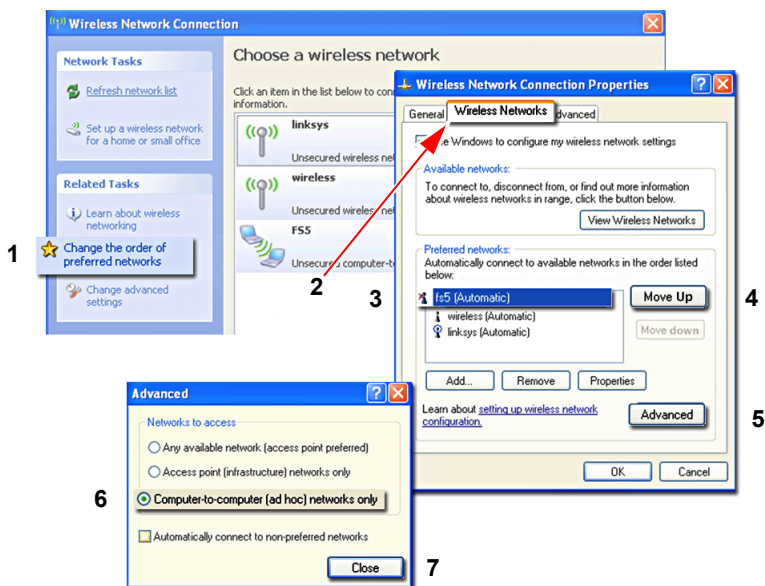 Wireless Network Connect
Network Tasks
Refresh network list
Set up a wireless network
for a home or small office
Related Tasks
Learn about wireless
networking
1
Change the order of
preferred networks
Change advanced
settings
Choose a wireless network
Click an item in the list below to con
information.
linksys
Unsecured wireless net
wireless
Unsecured wireless net
FS5
Unsecured computer-t
2
3
Wireless Network Connection Properties
General
Wireless Networks
dvanced
e Windows to configure my wireless network settings
Available networks:
To connect to, disconnect from, or find out more information
about wireless networks in range, click the button below.
View Wireless Networks
Preferred networks:
Automatically connect to available networks in the order listed
below:
fs5 (Automatic)
wireless (Automatic)
linksys (Automatic)
Move Up
4
Move down
Add...
Remove
Properties
Learn about setting up wireless network
configuration.
Advanced
5
OK
Cancel
Advanced
Networks to access
Any available network (access point preferred)
Access point (infrastructure) networks only
6
Computer-to-computer (ad hoc) networks only
Automatically connect to non-preferred networks
Close
7